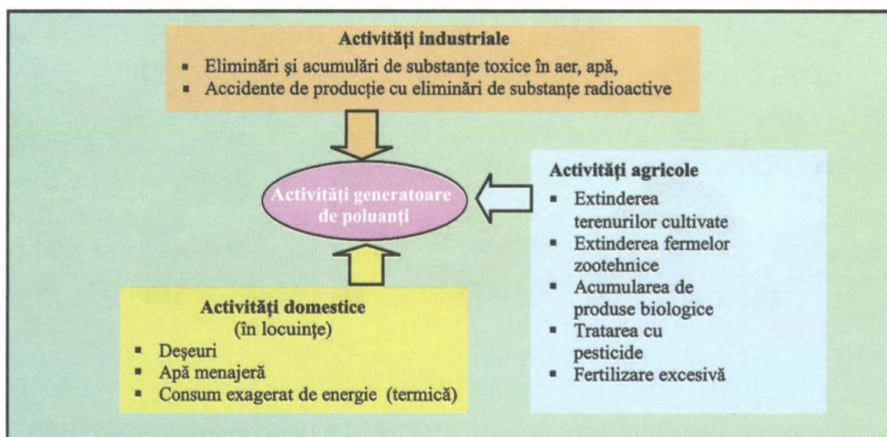 Activități industriale
▪ Eliminări și acumulări de substanțe toxice în aer, apă,
▪ Accidente de producție cu eliminări de substanțe radioactive
Activități generatoare
de poluanți
Activități agricole
▪ Extinderea
terenurilor cultivate
▪ Extinderea fermelor
zootehnice
▪ Acumularea de
produse biologice
▪ Tratarea cu
pesticide
▪ Fertilizare excesivă
Activități domestice
(în locuințe)
▪ Deșeuri
▪ Apă menajeră
▪ Consum exagerat de energie (termică)